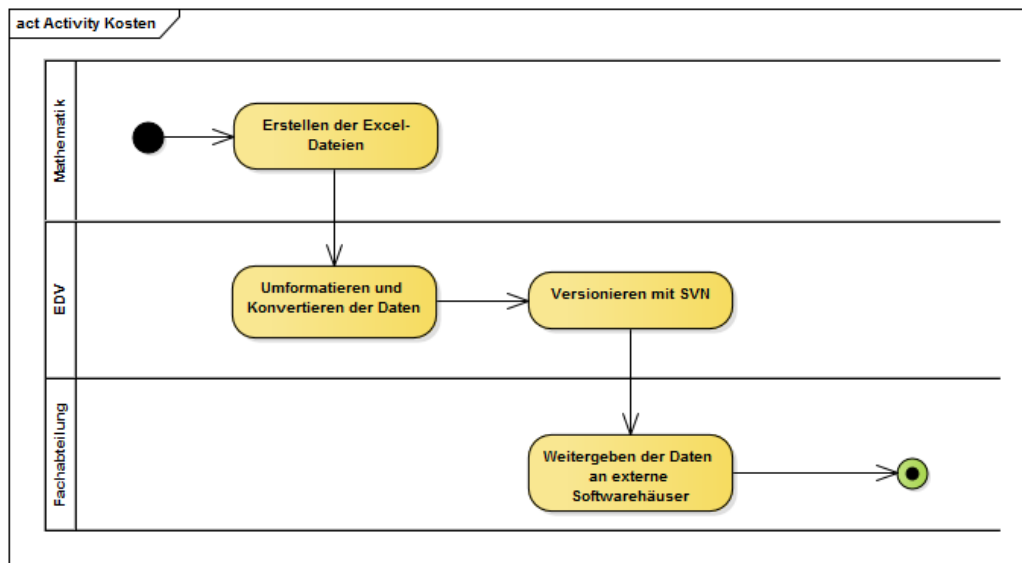 act Activity Kosten
Mathematik
Erstellen der Excel-
Dateien
EDV
Umformatieren und
Konvertieren der Daten
Versionieren mit SVN
Fachabteilung
Weitergeben der Daten
an externe
Softwarehäuser